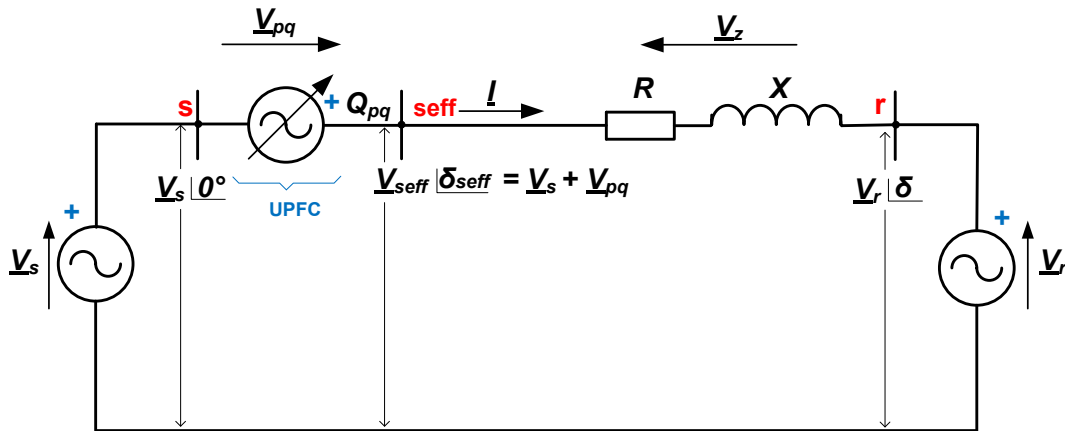 V_pq
V_z
s
+
Q_pq
seff
I
R
X
r
V_s |0°
V_seff |δ_seff = V_s + V_pq
V_r |δ
UPFC
+
+
V_s
V_r